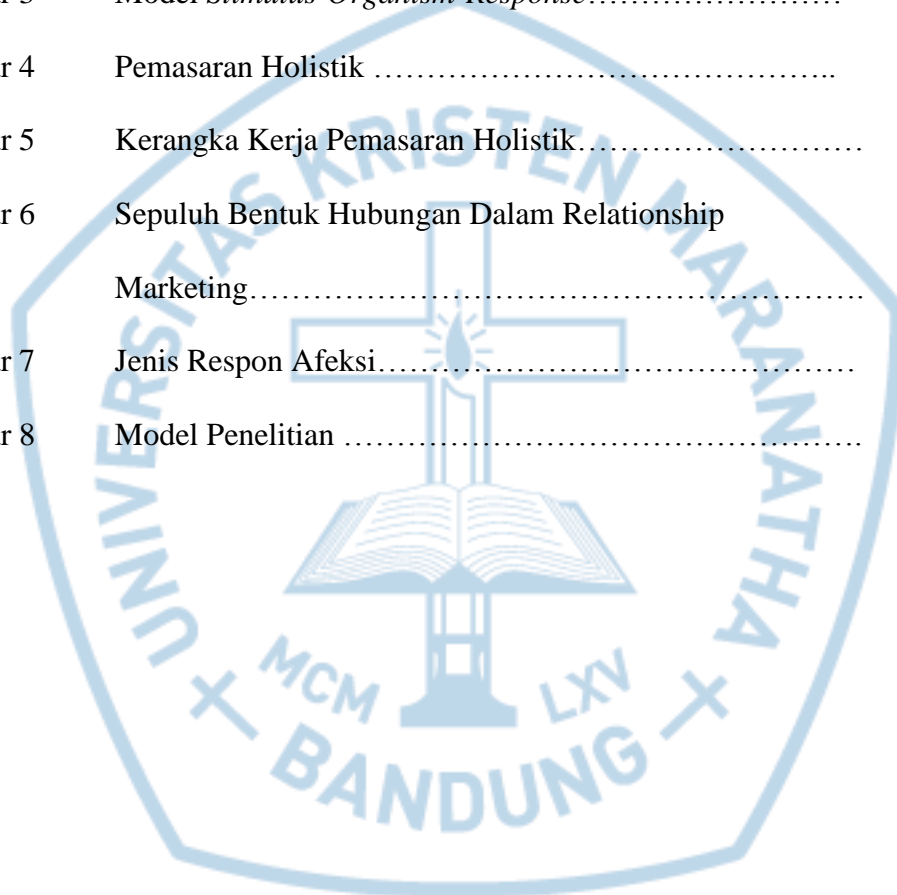 r 3 Model Stimulus-Organism-Response……………………
r 4 Pemasaran Holistik ……………………………………..
r 5 Kerangka Kerja Pemasaran Holistik………………………
r 6 Sepuluh Bentuk Hubungan Dalam Relationship
Marketing………………………………………………….
r 7 Jenis Respon Afeksi………………………………………
r 8 Model Penelitian ………………………………………….
UNIVERSITAS KRISTEN MARANATHA
MCM LXV
BANDUNG